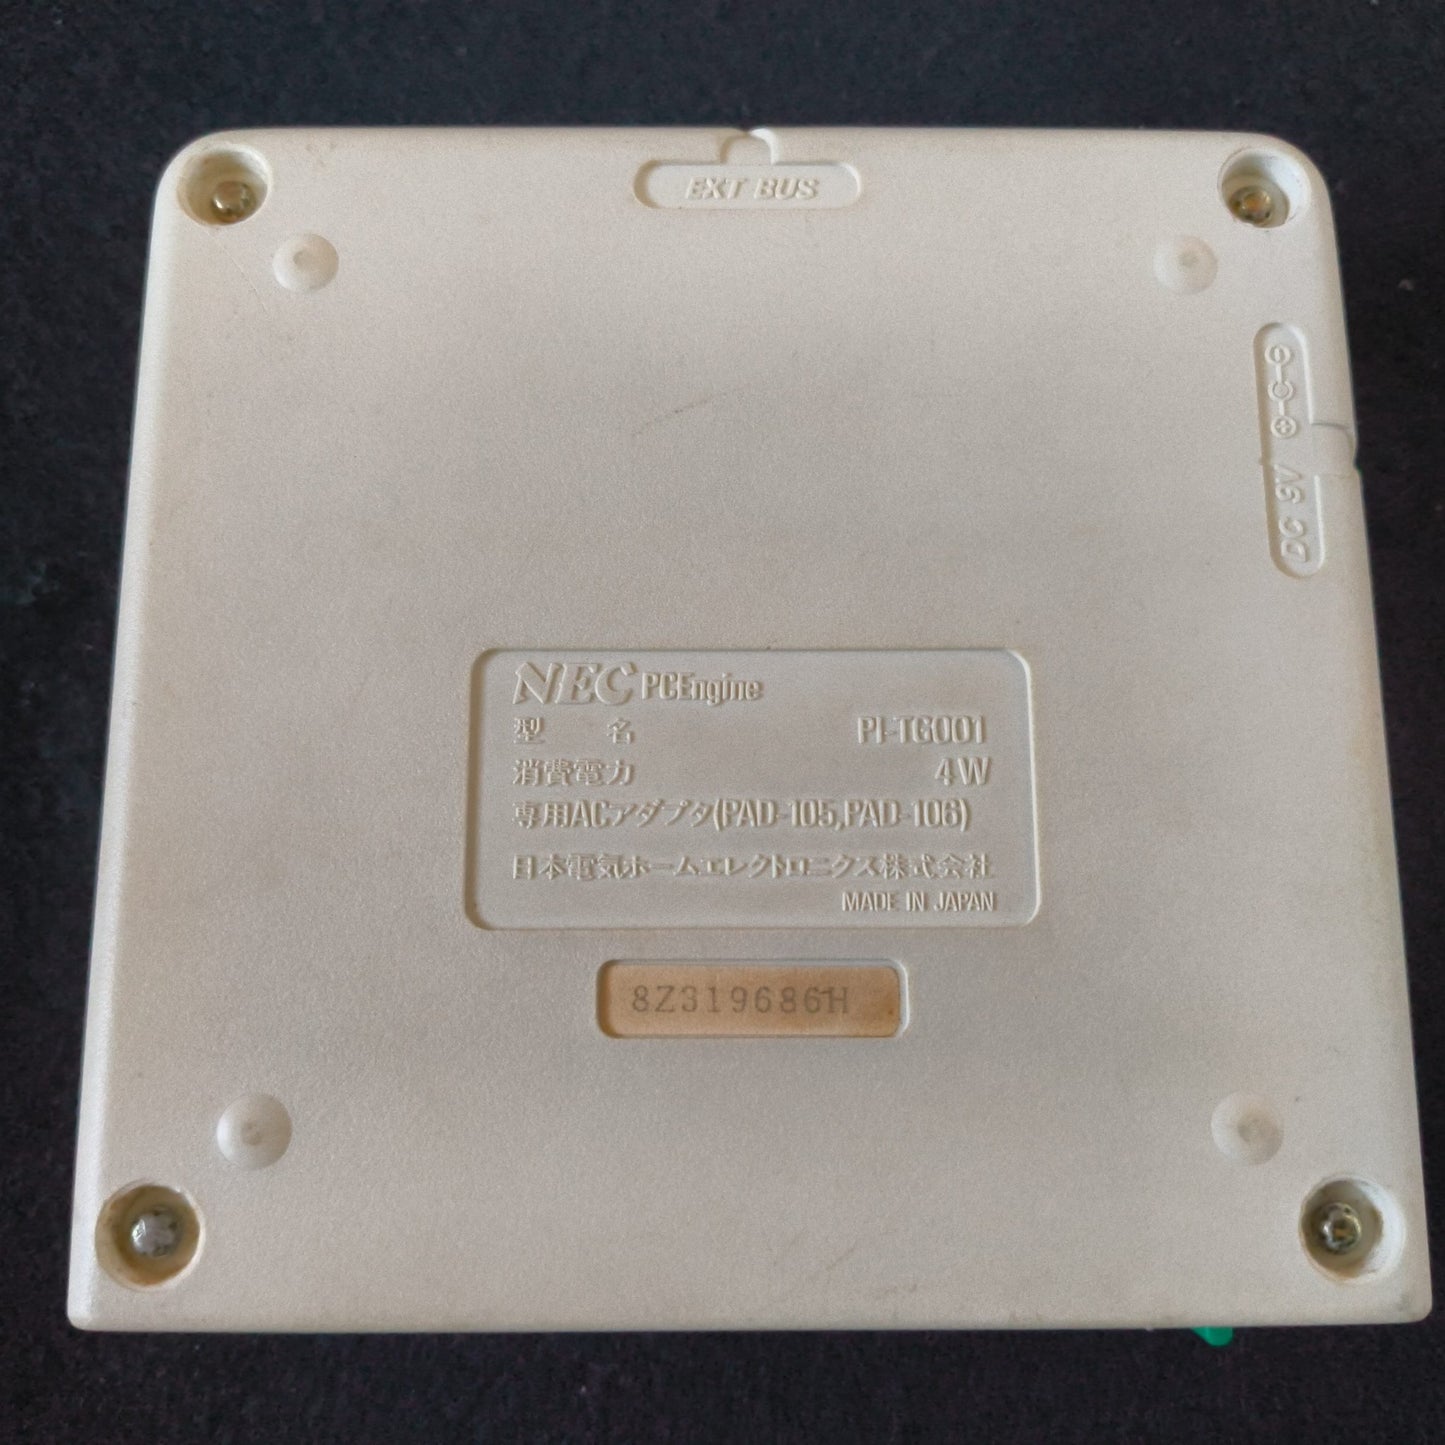 EXT BUS
DC 9V
NEC PCEngine
型名 PI-TG001
消費電力 4W
専用ACアダプタ(PAD-105,PAD-106)
日本電気ホームエレクトロニクス株式会社
MADE IN JAPAN
8Z319686H